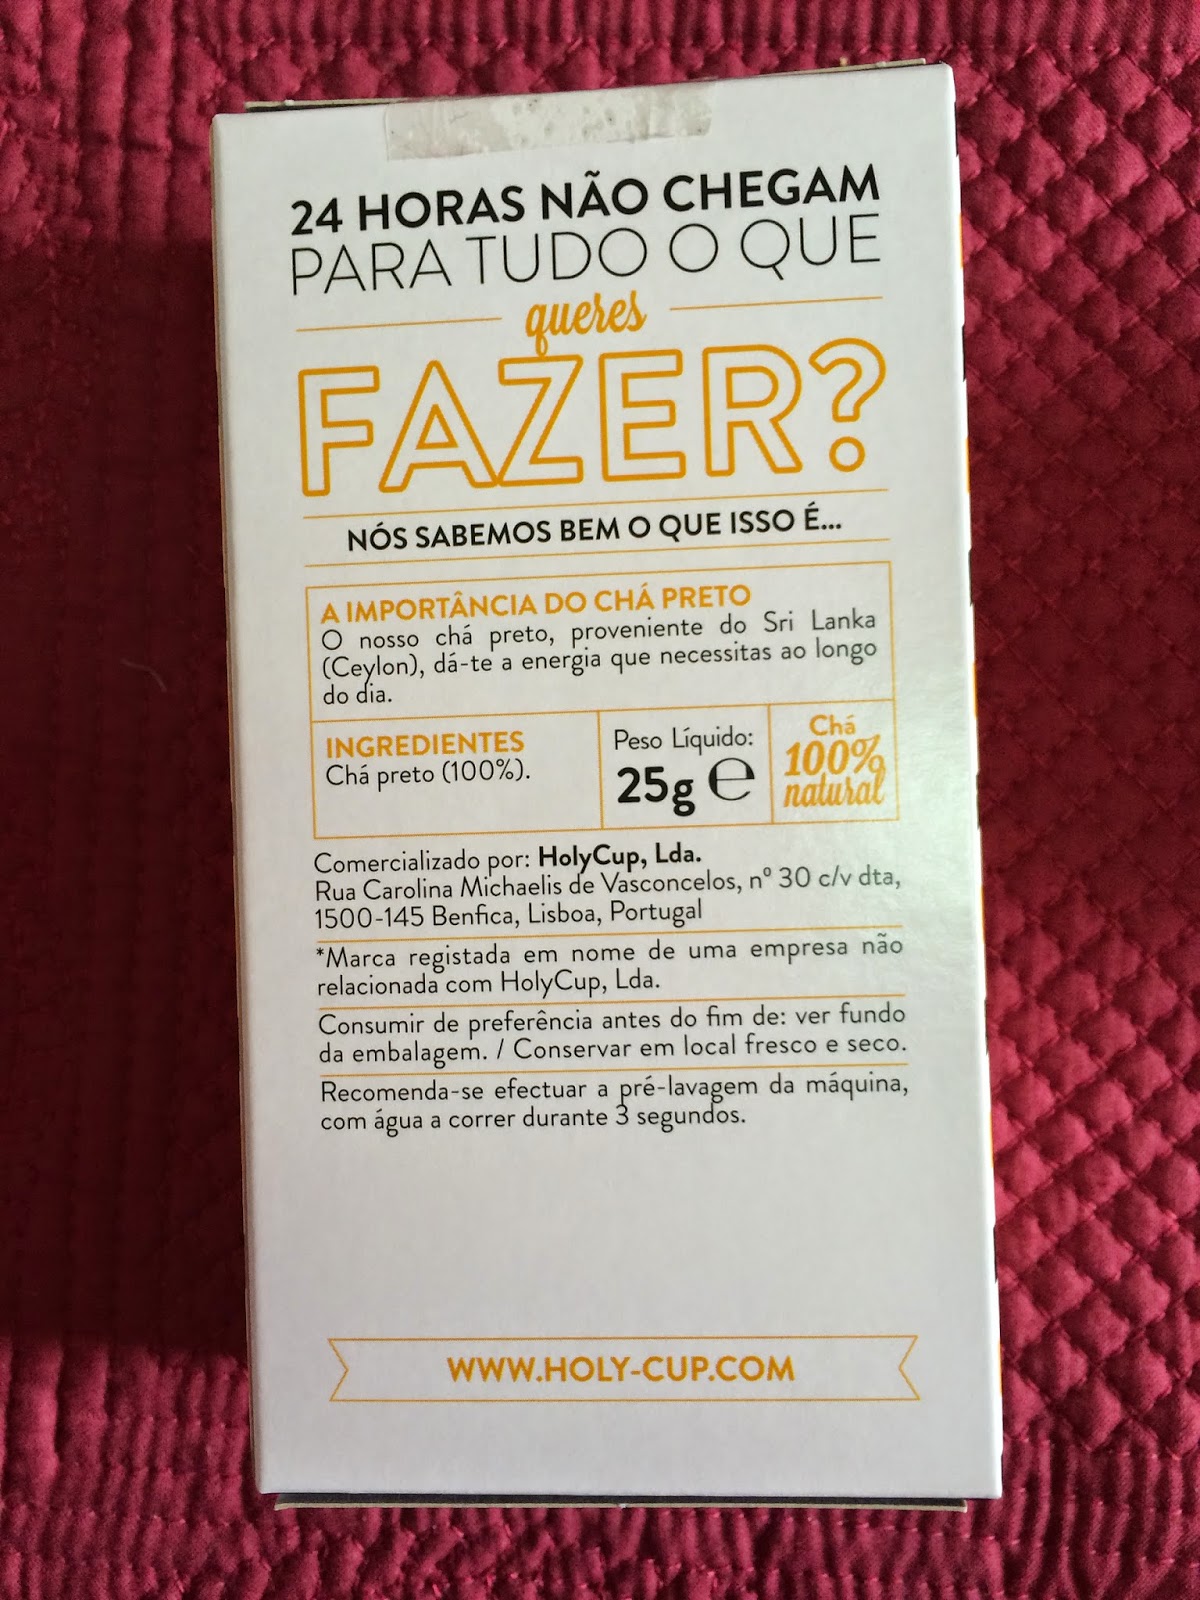 24 HORAS NÃO CHEGAM
PARA TUDO O QUE
queres
FAZER?
NÓS SABEMOS BEM O QUE ISSO É...
A IMPORTÂNCIA DO CHÁ PRETO
O nosso chá preto, proveniente do Sri Lanka
(Ceylon), dá-te a energia que necessitas ao longo
do dia.
INGREDIENTES
Chá preto (100%).
Peso Líquido:
25g ℮
Chá
100%
natural
Comercializado por: HolyCup, Lda.
Rua Carolina Michaelis de Vasconcelos, nº 30 c/v dta,
1500-145 Benfica, Lisboa, Portugal
*Marca registada em nome de uma empresa não
relacionada com HolyCup, Lda.
Consumir de preferência antes do fim de: ver fundo
da embalagem. / Conservar em local fresco e seco.
Recomenda-se efectuar a pré-lavagem da máquina,
com água a correr durante 3 segundos.
WWW.HOLY-CUP.COM